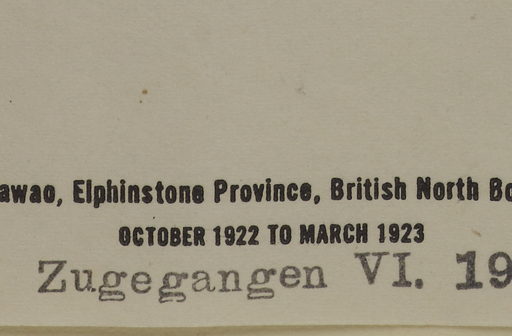 awao, Elphinstone Province, British North Bo
OCTOBER 1922 TO MARCH 1923
Zugegangen VI. 19